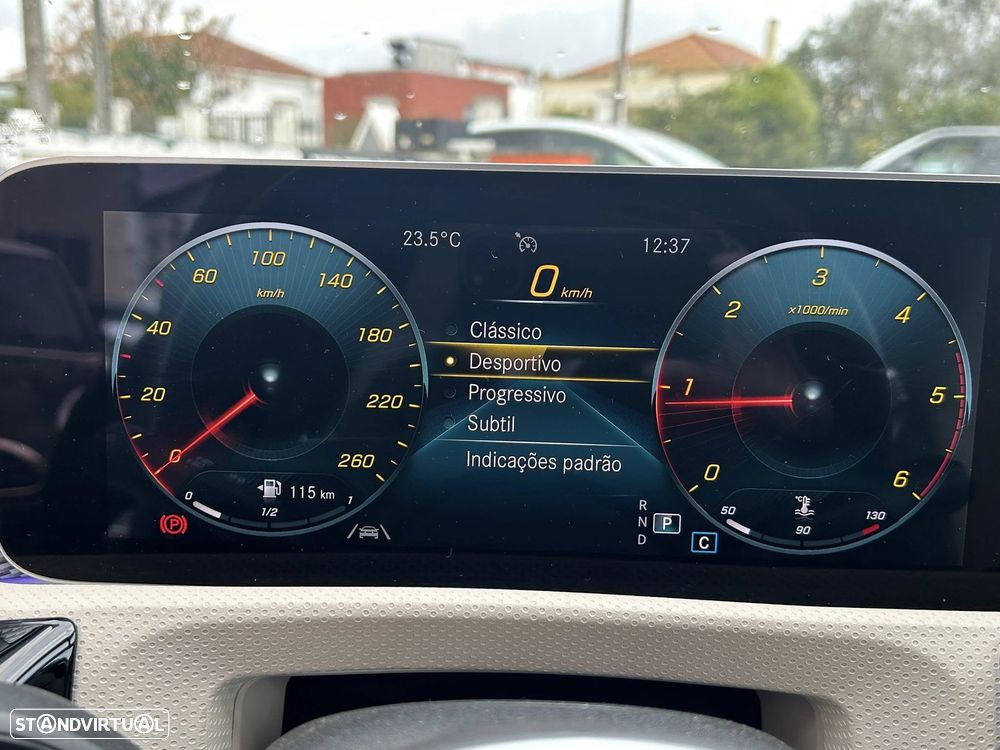 23.5°C
12:37
0 km/h
Clássico
Desportivo
Progressivo
Subtil
Indicações padrão
0
20
40
60
100
140
180
220
260
km/h
0
1/2
1
115 km
P
0
1
2
3
4
5
6
x1000/min
°C
50
90
130
R
N P
D
C
STANDVIRTUAL